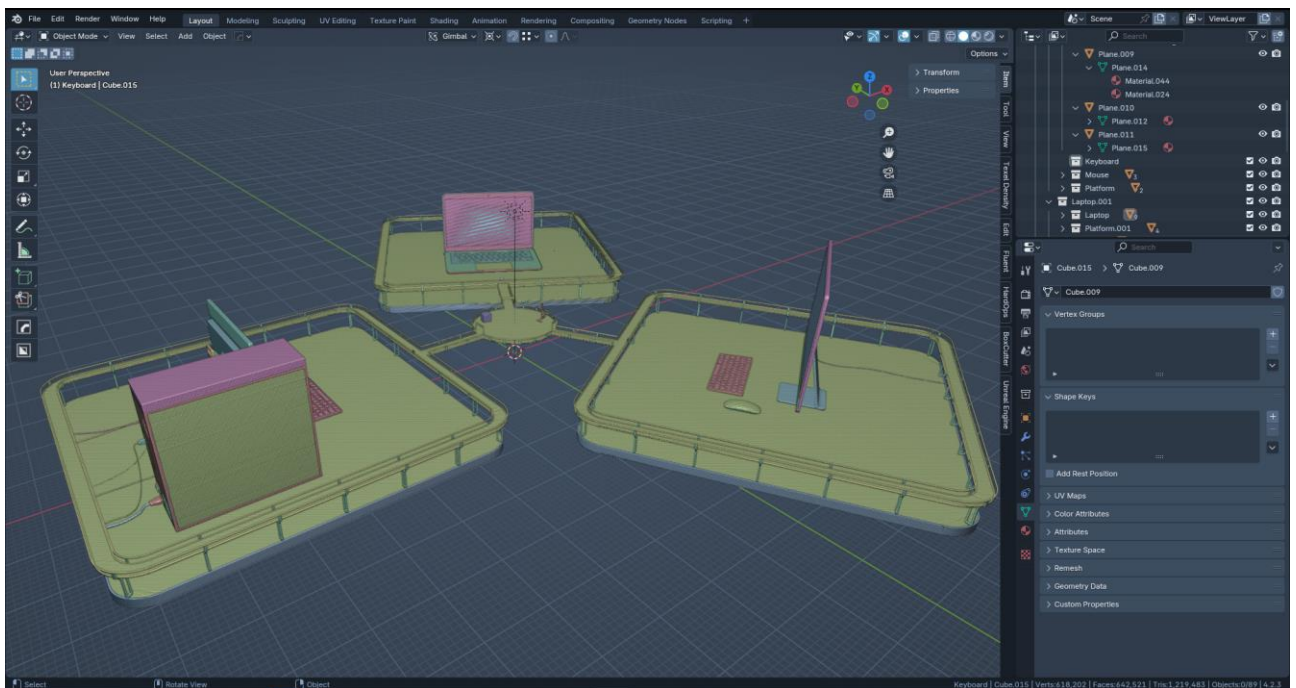 File Edit Render Window Help Layout Modeling Sculpting UV Editing Texture Paint Shading Animation Rendering Compositing Geometry Nodes Scripting + Scene ViewLayer
Object Mode View Select Add Object Gimbal Search
Options
User Perspective
(1) Keyboard | Cube.015
Transform
Properties
Z
Y
X
Item
Tool
View
Texel Density
Edit
Fluent
HardOps
BoxCutter
Unreal Engine
Plane.009
Plane.014
Material.044
Material.024
Plane.010
Plane.012
Plane.011
Plane.015
Keyboard
Mouse 3
Platform 2
Laptop.001
Laptop
Platform.001 4
Search
Cube.015 Cube.009
Cube.009
Vertex Groups
Shape Keys
Add Rest Position
UV Maps
Color Attributes
Attributes
Texture Space
Remesh
Geometry Data
Custom Properties
Select Rotate View Object Keyboard | Cube.015 | Verts:618,202 | Faces:642,521 | Tris:1,219,483 | Objects:0/89 | 4.2.3